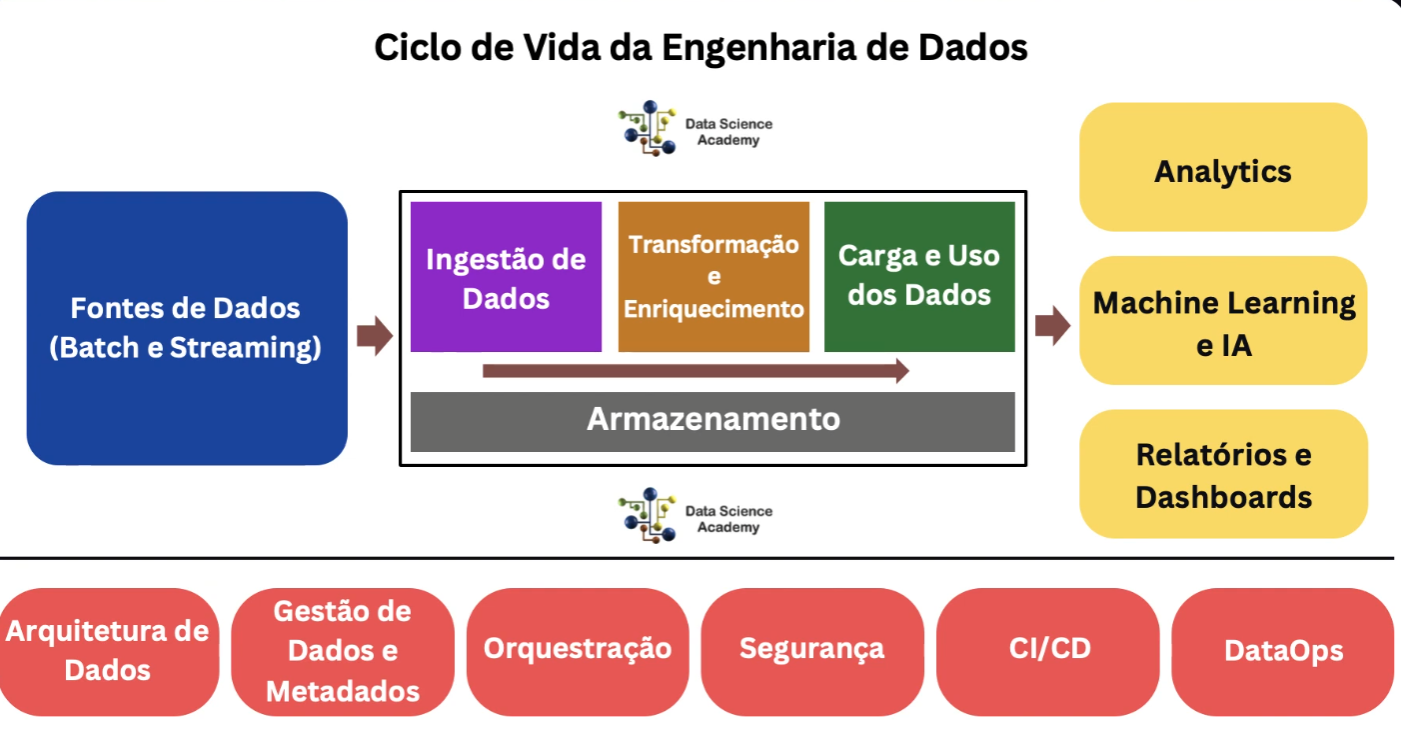 Ciclo de Vida da Engenharia de Dados
Data Science
Academy
Fontes de Dados
(Batch e Streaming)
Ingestão de
Dados
Transformação
e
Enriquecimento
Carga e Uso
dos Dados
Armazenamento
Analytics
Machine Learning
e IA
Relatórios e
Dashboards
Data Science
Academy
Arquitetura de
Dados
Gestão de
Dados e
Metadados
Orquestração
Segurança
CI/CD
DataOps